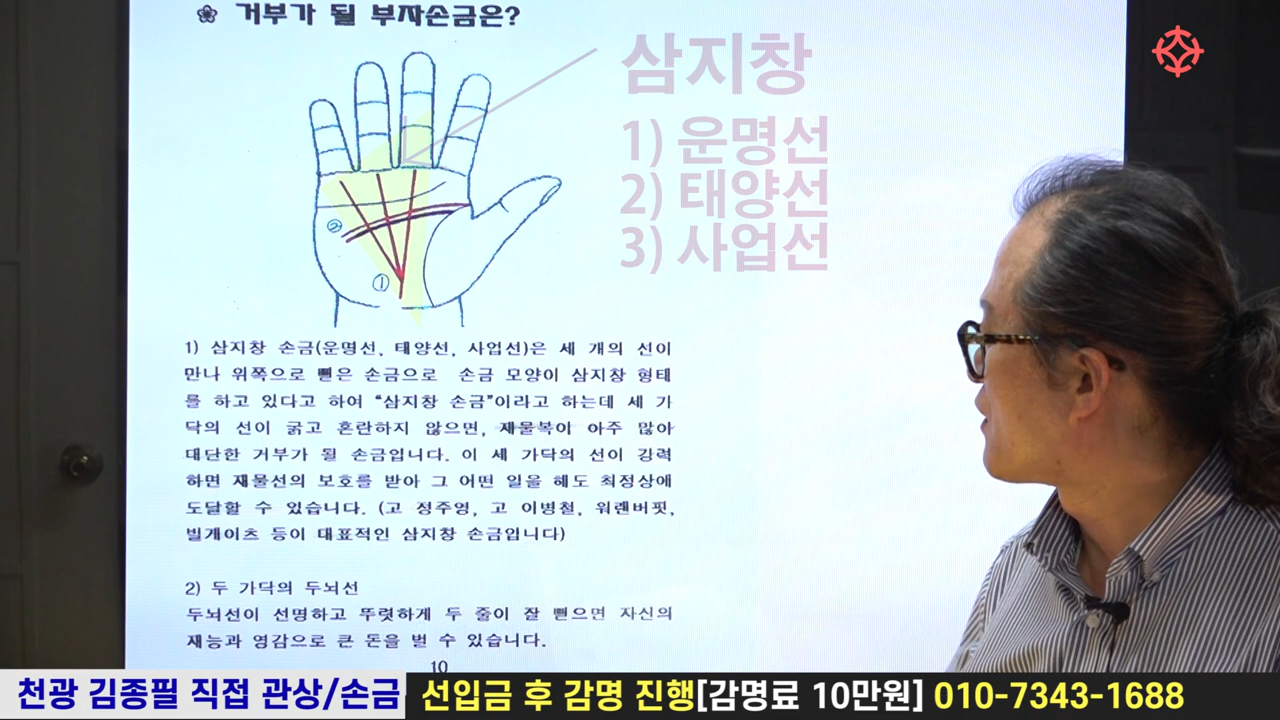 ❀ 거부가 될 부자손금은?
삼지창
1) 운명선
2) 태양선
3) 사업선
②
①
1) 삼지창 손금(운명선, 태양선, 사업선)은 세 개의 선이
만나 위쪽으로 뻗은 손금으로 손금 모양이 삼지창 형태
를 하고 있다고 하여 "삼지창 손금"이라고 하는데 세 가
닥의 선이 굵고 혼란하지 않으면, 재물복이 아주 많아
대단한 거부가 될 손금입니다. 이 세 가닥의 선이 강력
하면 재물선의 보호를 받아 그 어떤 일을 해도 최정상에
도달할 수 있습니다. (고 정주영, 고 이병철, 워렌버핏,
빌게이츠 등이 대표적인 삼지창 손금입니다)
2) 두 가닥의 두뇌선
두뇌선이 선명하고 뚜렷하게 두 줄이 잘 뻗으면 자신의
재능과 영감으로 큰 돈을 벌 수 있습니다.
10
천광 김종필 직접 관상/손금 선입금 후 감명 진행[감명료 10만원] 010-7343-1688